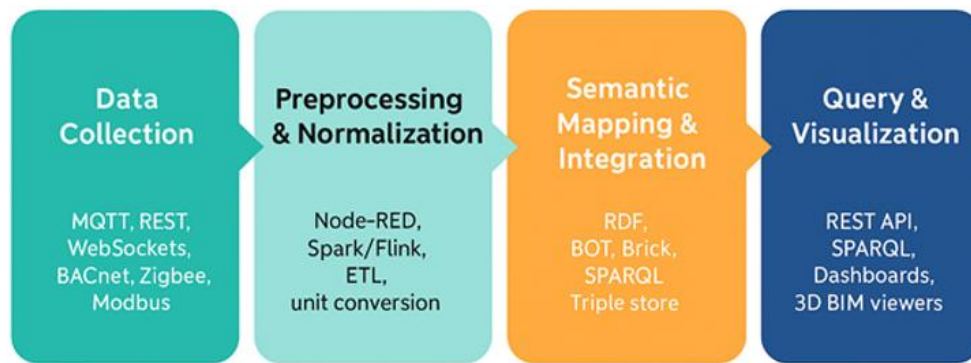 Data
Collection
MQTT, REST,
WebSockets,
BACnet, Zigbee,
Modbus
Preprocessing
& Normalization
Node-RED,
Spark/Flink,
ETL,
unit conversion
Semantic
Mapping &
Integration
RDF,
BOT, Brick,
SPARQL
Triple store
Query &
Visualization
REST API,
SPARQL,
Dashboards,
3D BIM viewers